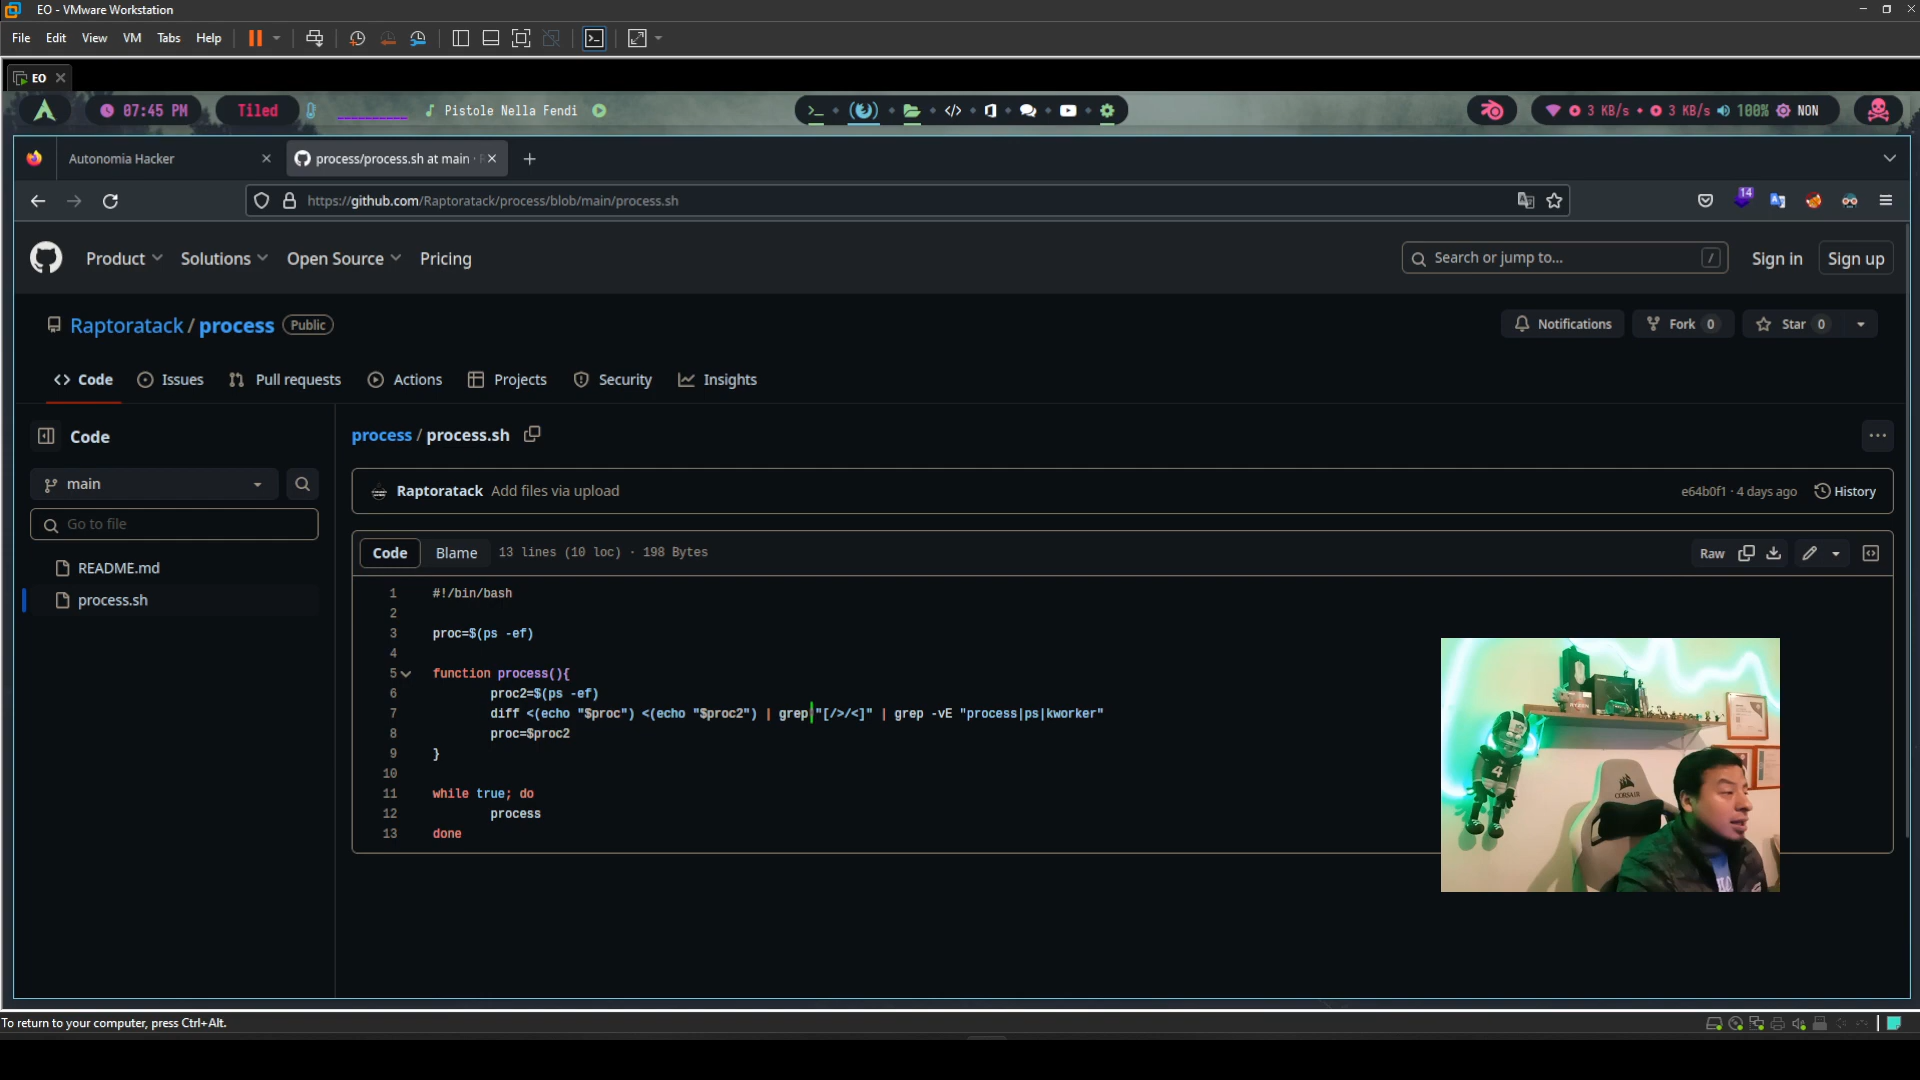 EO - VMware Workstation
File Edit View VM Tabs Help
EO
07:45 PM Tiled Pistole Nella Fendi 3 KB/s 3 KB/s 100% NON
Autonomia Hacker process/process.sh at main · R
https://github.com/Raptoratack/process/blob/main/process.sh 14
Product Solutions Open Source Pricing Search or jump to... / Sign in Sign up
Raptoratack / process Public Notifications Fork 0 Star 0
Code Issues Pull requests Actions Projects Security Insights
Code process / process.sh
main
Raptoratack Add files via upload e64b0f1 · 4 days ago History
Go to file
README.md
process.sh
Code Blame 13 lines (10 loc) · 198 Bytes Raw
1 #!/bin/bash
2
3 proc=$(ps -ef)
4
5 function process(){
6 proc2=$(ps -ef)
7 diff <(echo "$proc") <(echo "$proc2") | grep "[/>/<]" | grep -vE "process|ps|kworker"
8 proc=$proc2
9 }
10
11 while true; do
12 process
13 done
4
CORSAIR
To return to your computer, press Ctrl+Alt.